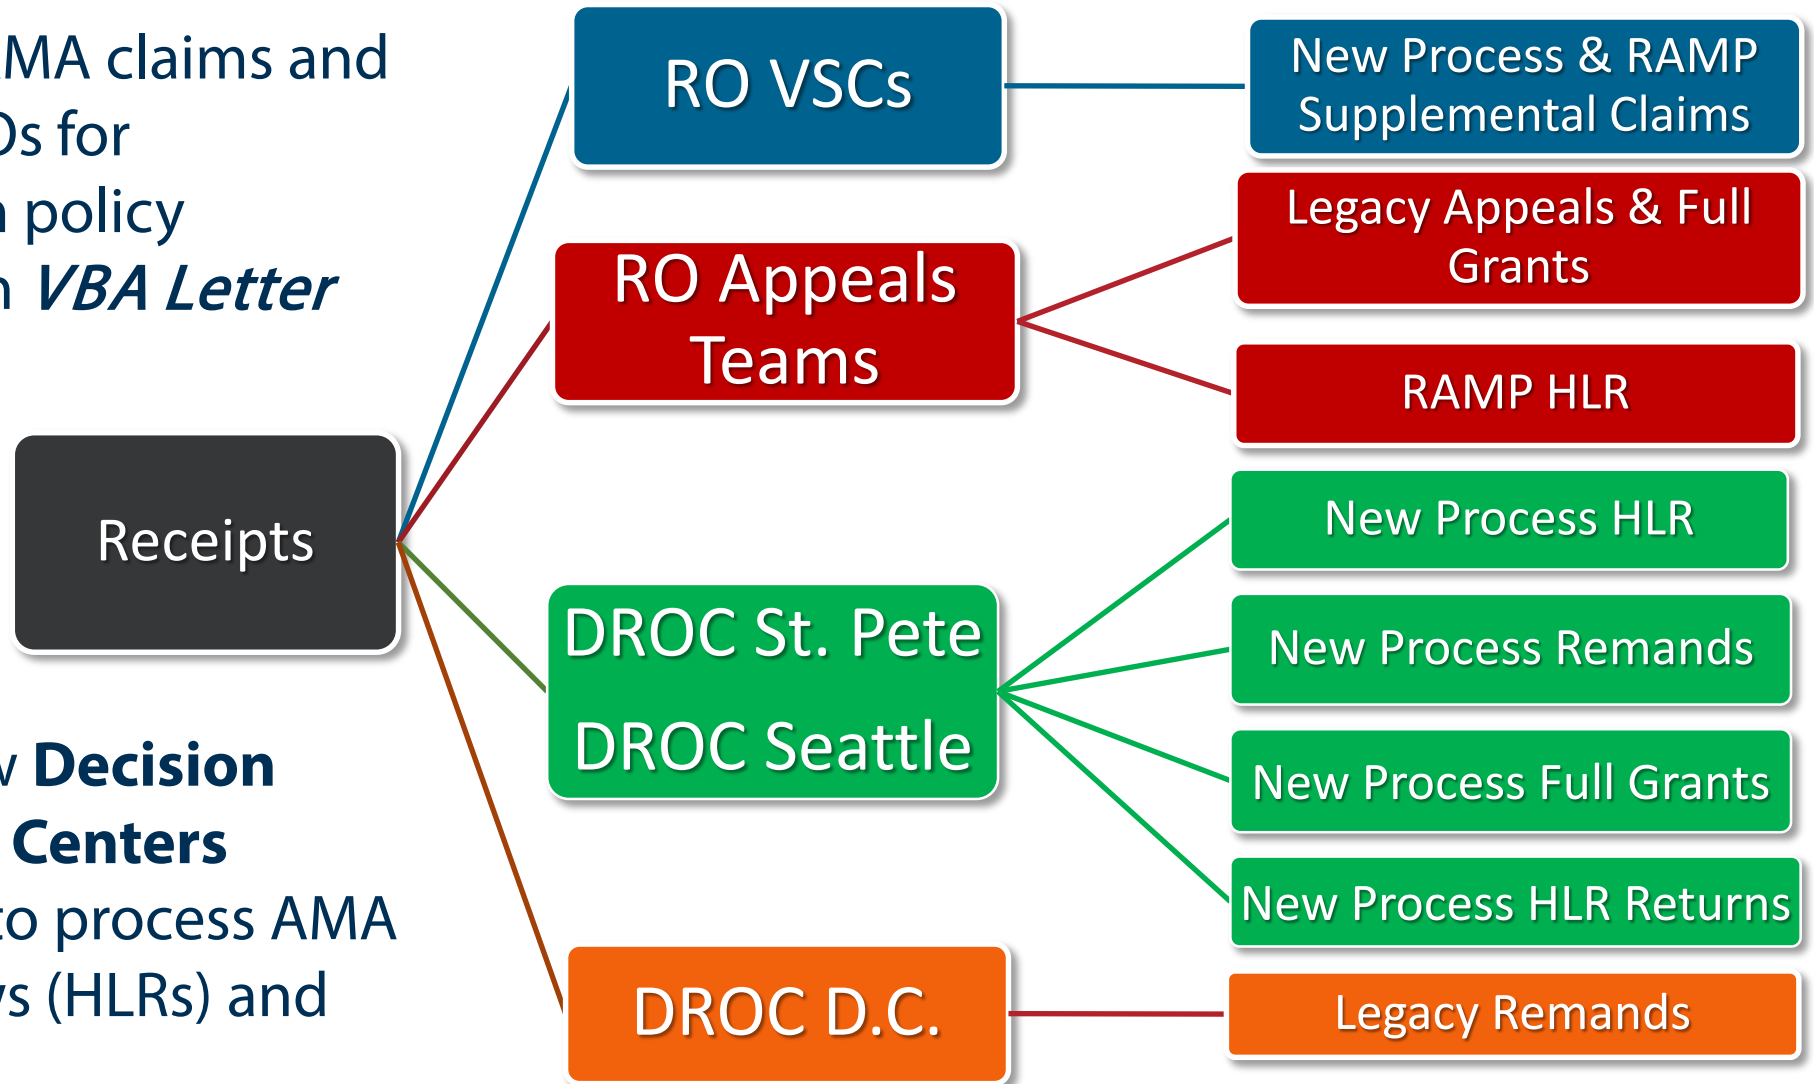 MA claims and
Os for
n policy
n VBA Letter
Receipts
w Decision
Centers
to process AMA
ws (HLRs) and
RO VSCs
New Process & RAMP
Supplemental Claims
RO Appeals
Teams
Legacy Appeals & Full
Grants
RAMP HLR
DROC St. Pete
DROC Seattle
New Process HLR
New Process Remands
New Process Full Grants
New Process HLR Returns
DROC D.C.
Legacy Remands